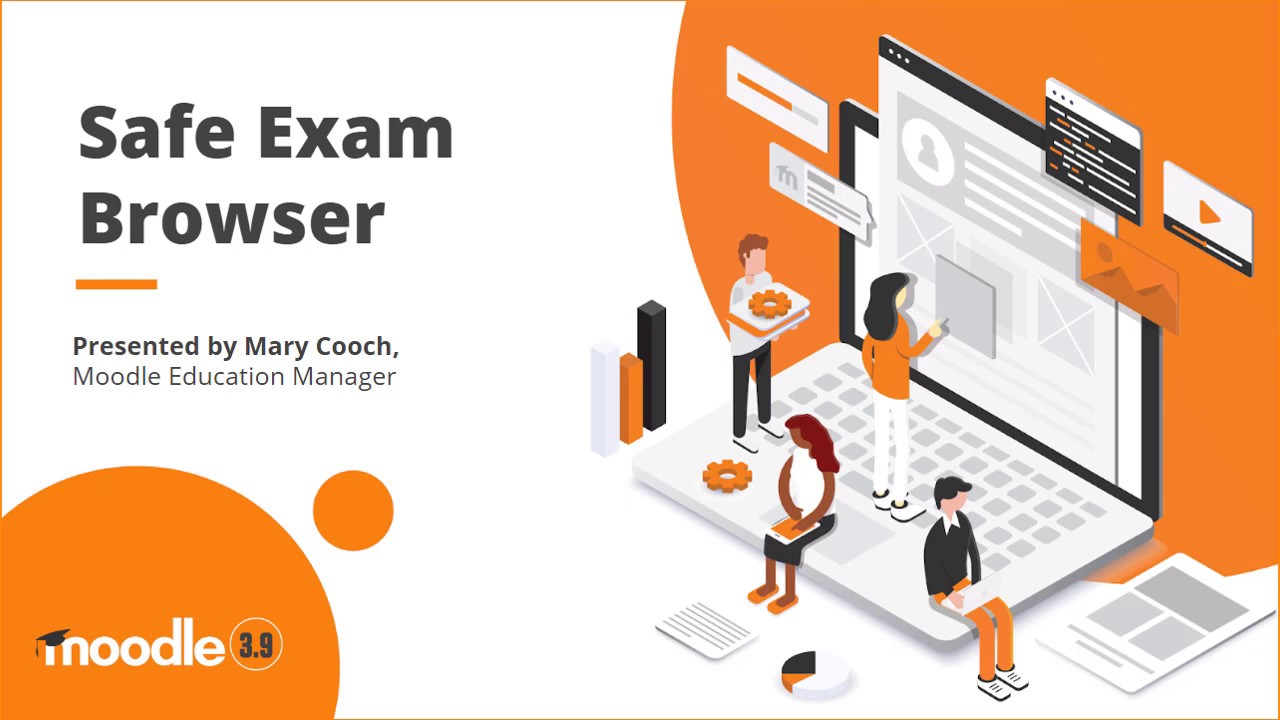 Safe Exam
Browser
Presented by Mary Cooch,
Moodle Education Manager
moodle 3.9
m